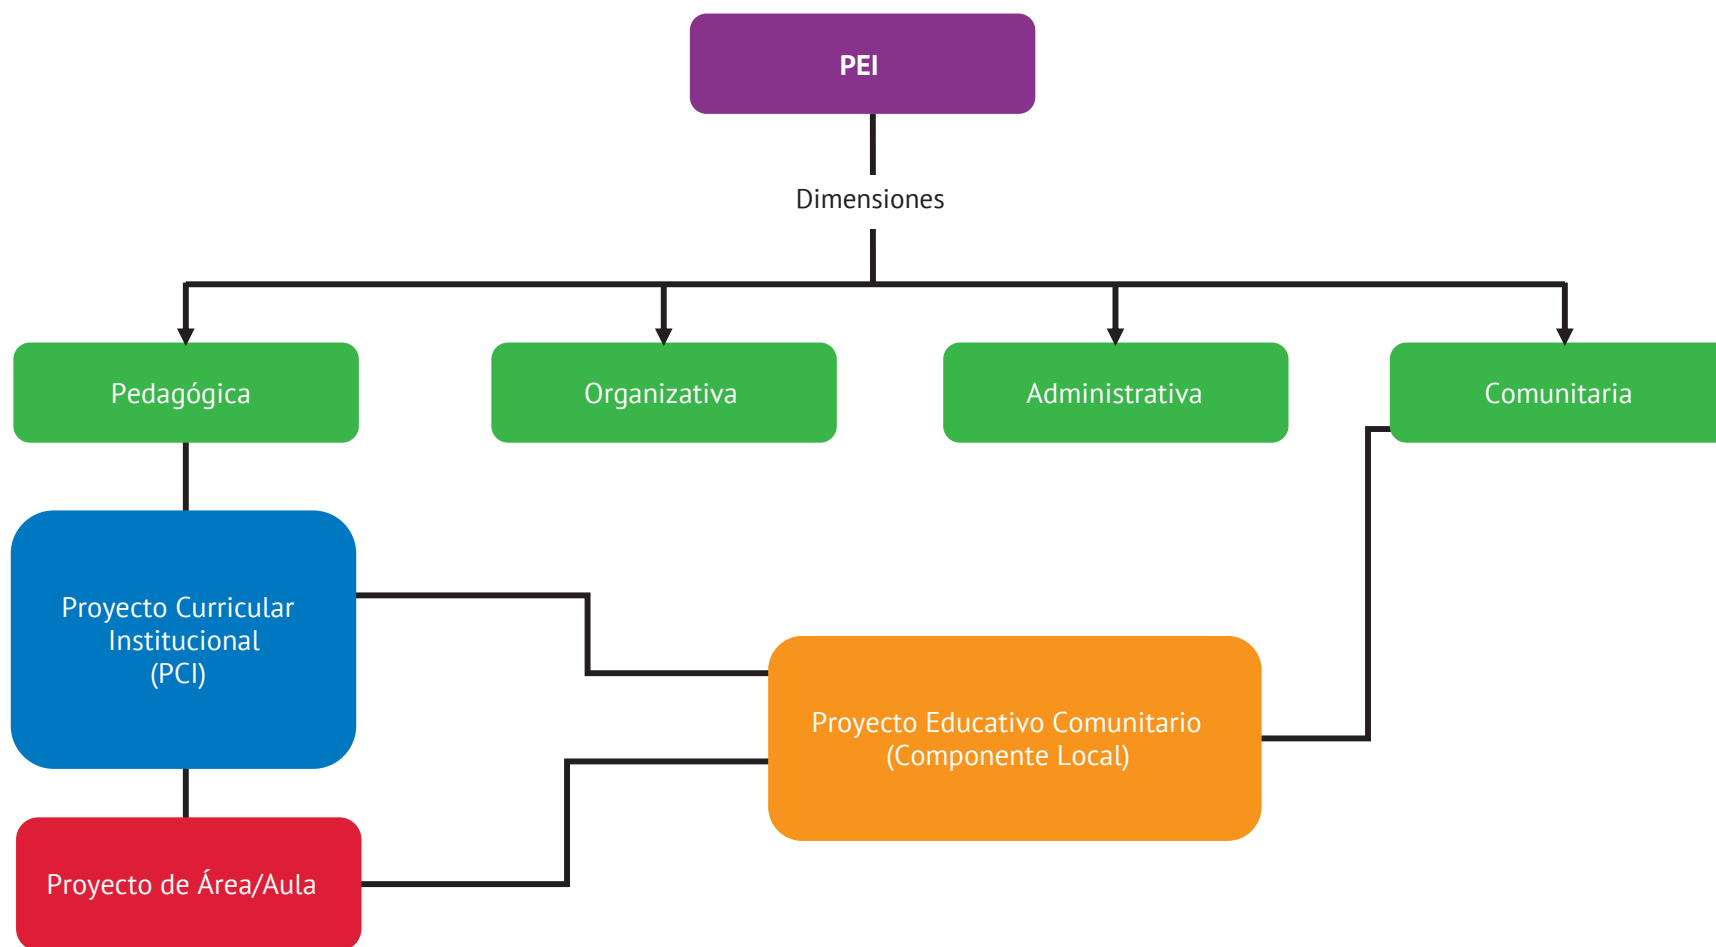 PEI
Dimensiones
Pedagógica
Organizativa
Administrativa
Comunitaria
Proyecto Curricular
Institucional
(PCI)
Proyecto Educativo Comunitario
(Componente Local)
Proyecto de Área/Aula